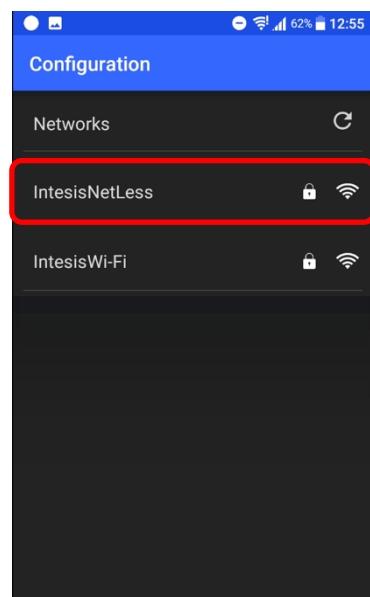 62% 12:55
Configuration
Networks
IntesisNetLess
IntesisWi-Fi